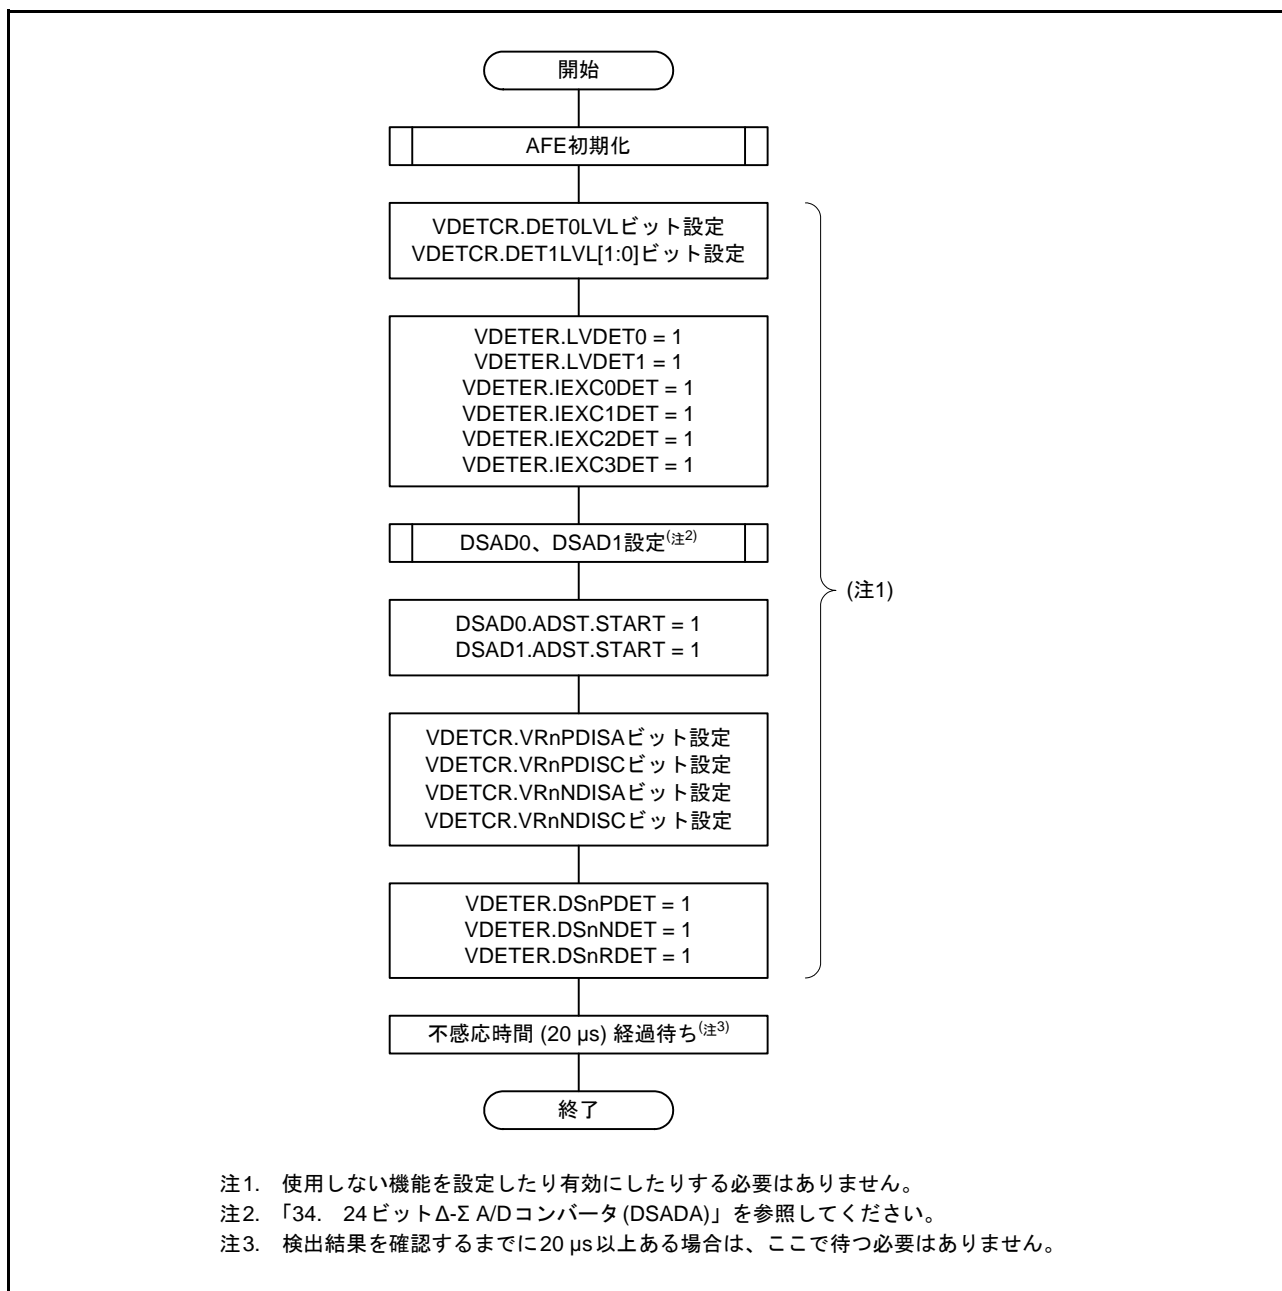 開始
AFE初期化
VDETCR.DET0LVLビット設定
VDETCR.DET1LVL[1:0]ビット設定
VDETER.LVDET0 = 1
VDETER.LVDET1 = 1
VDETER.IEXC0DET = 1
VDETER.IEXC1DET = 1
VDETER.IEXC2DET = 1
VDETER.IEXC3DET = 1
DSAD0、DSAD1設定(注2)
(注1)
DSAD0.ADST.START = 1
DSAD1.ADST.START = 1
VDETCR.VRnPDISAビット設定
VDETCR.VRnPDISCビット設定
VDETCR.VRnNDISAビット設定
VDETCR.VRnNDISCビット設定
VDETER.DSnPDET = 1
VDETER.DSnNDET = 1
VDETER.DSnRDET = 1
不感応時間 (20 µs) 経過待ち(注3)
終了
注1. 使用しない機能を設定したり有効にしたりする必要はありません。
注2. 「34. 24ビットΔ-Σ A/Dコンバータ(DSADA)」を参照してください。
注3. 検出結果を確認するまでに20 µs以上ある場合は、ここで待つ必要はありません。